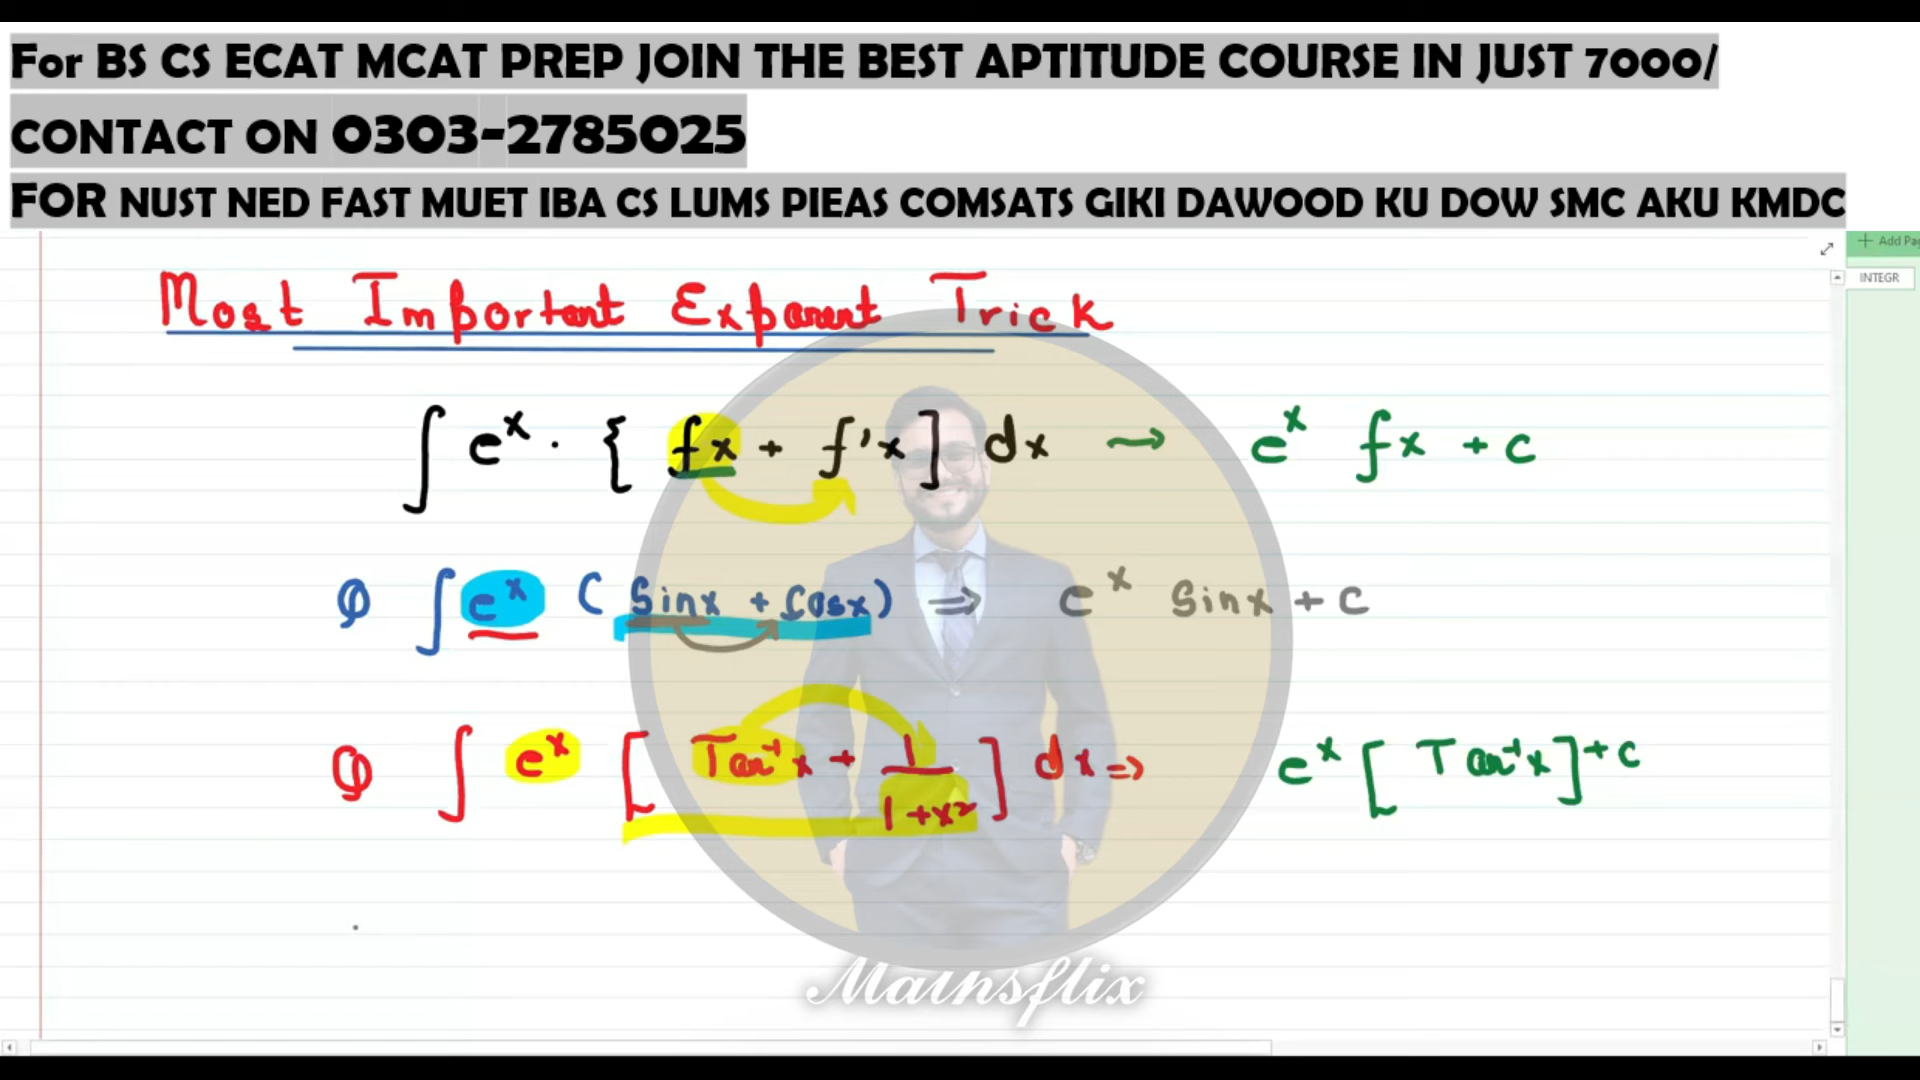 For BS CS ECAT MCAT PREP JOIN THE BEST APTITUDE COURSE IN JUST 7000/
CONTACT ON 0303-2785025
FOR NUST NED FAST MUET IBA CS LUMS PIEAS COMSATS GIKI DAWOOD KU DOW SMC AKU KMDC
+ Add Pa
INTEGR
Most Important Exponent Trick
∫ eˣ · { fx + f'x ] dx → eˣ fx + c
Q ∫ eˣ ( Sinx + Cosx) ⇒ eˣ Sinx + c
Q ∫ eˣ [ Tan⁻¹x + 1/(1+x²) ] dx ⇒ eˣ [ Tan⁻¹x ] + c
Mainsflix